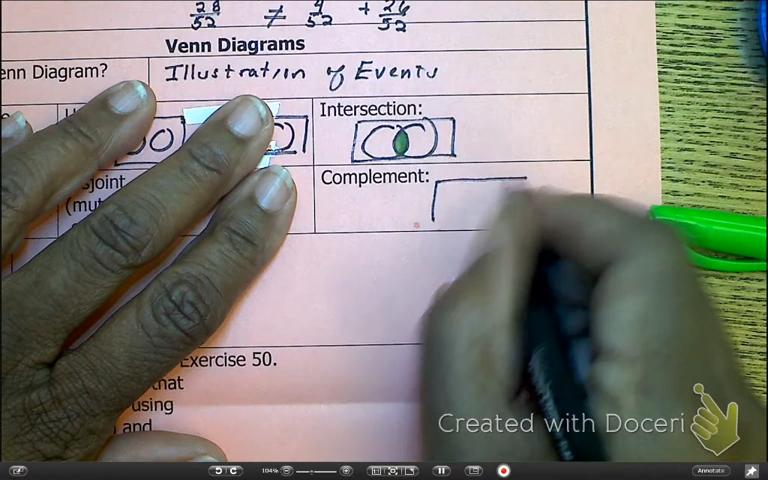 28/52 ≠ 4/52 + 26/52
Venn Diagrams
enn Diagram?
Illustration of Events
Intersection:
sjoint
(mut
Complement:
Exercise 50.
that
using
and
Created with Doceri
104%
Annotate